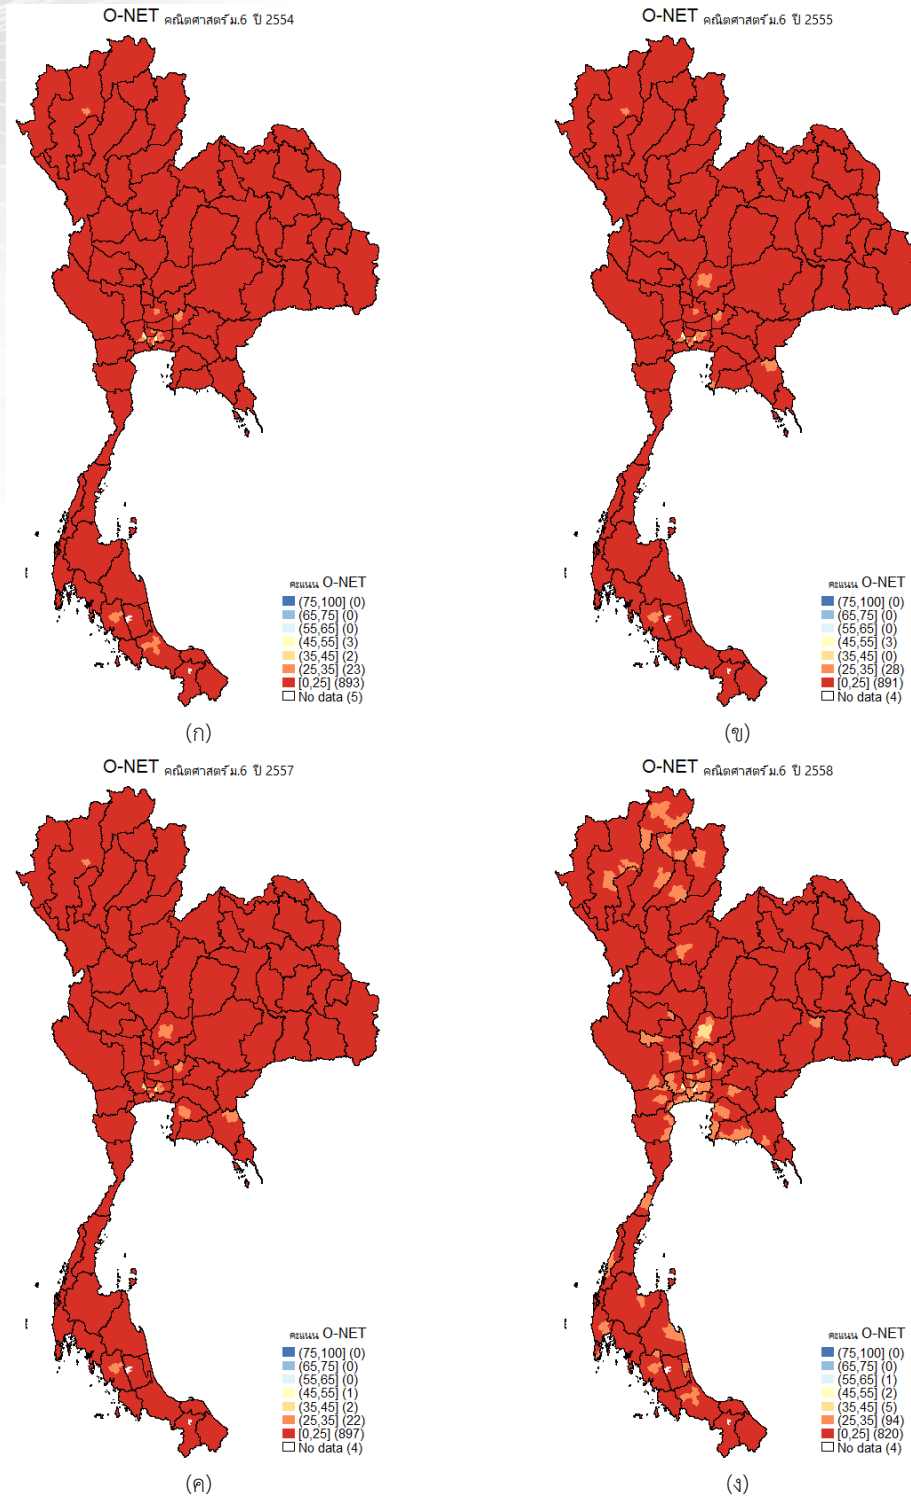 O-NET คณิตศาสตร์ ม.6 ปี 2554
คะแนน O-NET
(75,100] (0)
(65,75] (0)
(55,65] (0)
(45,55] (3)
(35,45] (2)
(25,35] (23)
[0,25] (893)
No data (5)
(ก)
O-NET คณิตศาสตร์ ม.6 ปี 2555
คะแนน O-NET
(75,100] (0)
(65,75] (0)
(55,65] (0)
(45,55] (3)
(35,45] (0)
(25,35] (28)
[0,25] (891)
No data (4)
(ข)
O-NET คณิตศาสตร์ ม.6 ปี 2557
คะแนน O-NET
(75,100] (0)
(65,75] (0)
(55,65] (0)
(45,55] (1)
(35,45] (2)
(25,35] (22)
[0,25] (897)
No data (4)
(ค)
O-NET คณิตศาสตร์ ม.6 ปี 2558
คะแนน O-NET
(75,100] (0)
(65,75] (0)
(55,65] (1)
(45,55] (2)
(35,45] (5)
(25,35] (94)
[0,25] (820)
No data (4)
(ง)